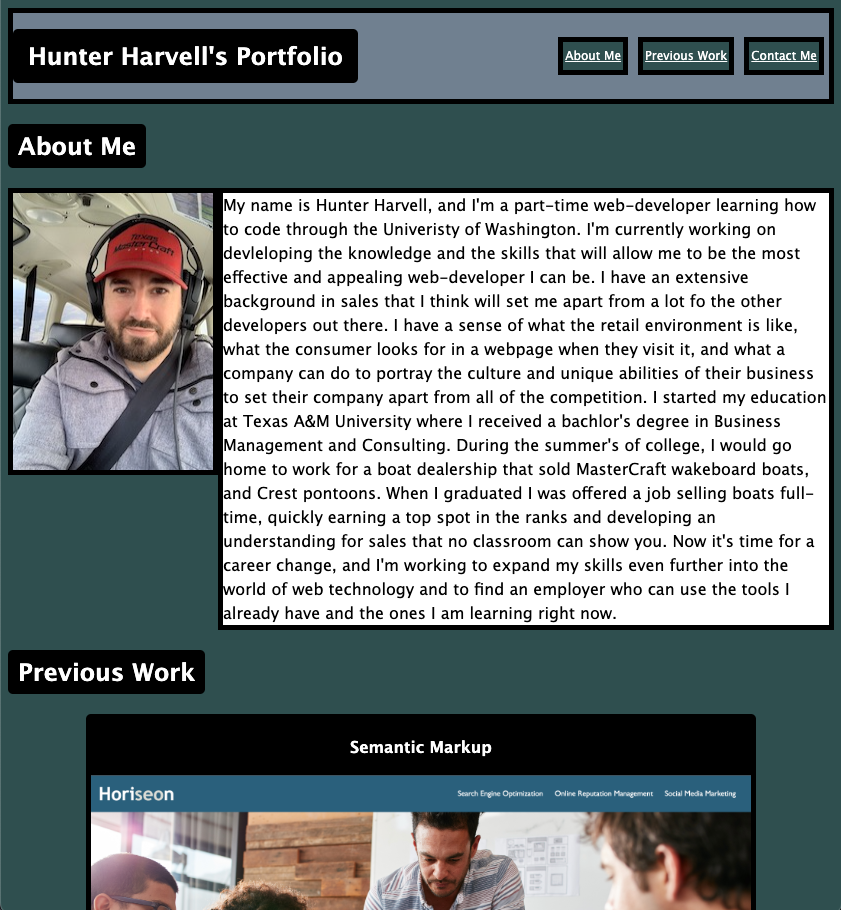 Hunter Harvell's Portfolio
About Me
Previous Work
Contact Me
About Me
Texas
MasterCraft
My name is Hunter Harvell, and I'm a part-time web-developer learning how
to code through the Univeristy of Washington. I'm currently working on
devleloping the knowledge and the skills that will allow me to be the most
effective and appealing web-developer I can be. I have an extensive
background in sales that I think will set me apart from a lot fo the other
developers out there. I have a sense of what the retail environment is like,
what the consumer looks for in a webpage when they visit it, and what a
company can do to portray the culture and unique abilities of their business
to set their company apart from all of the competition. I started my education
at Texas A&M University where I received a bachlor's degree in Business
Management and Consulting. During the summer's of college, I would go
home to work for a boat dealership that sold MasterCraft wakeboard boats,
and Crest pontoons. When I graduated I was offered a job selling boats full-
time, quickly earning a top spot in the ranks and developing an
understanding for sales that no classroom can show you. Now it's time for a
career change, and I'm working to expand my skills even further into the
world of web technology and to find an employer who can use the tools I
already have and the ones I am learning right now.
Previous Work
Semantic Markup
Horiseon
Search Engine Optimization
Online Reputation Management
Social Media Marketing